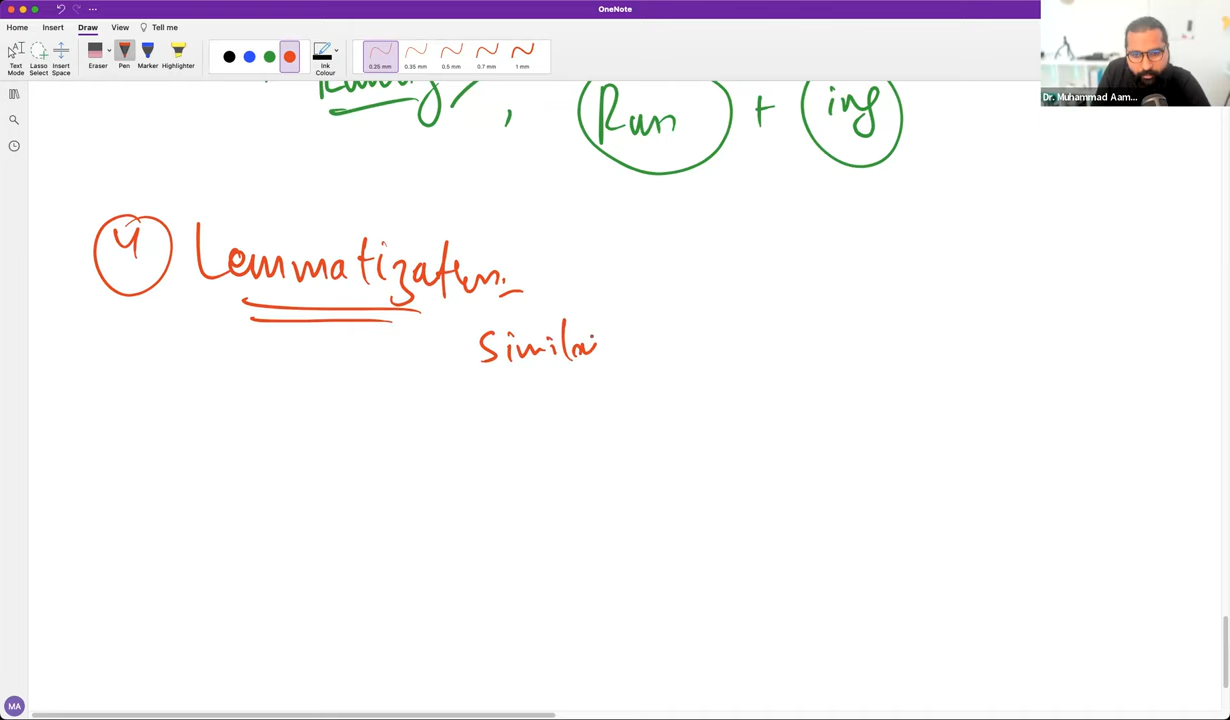 OneNote
Home Insert Draw View Tell me
Text Mode Lasso Select Insert Space Eraser Pen Marker Highlighter Ink Colour 0.25 mm 0.35 mm 0.5 mm 0.7 mm 1 mm
Dr. Muhammad Aam...
, Run + ing
4 Lemmatization
Simila
MA